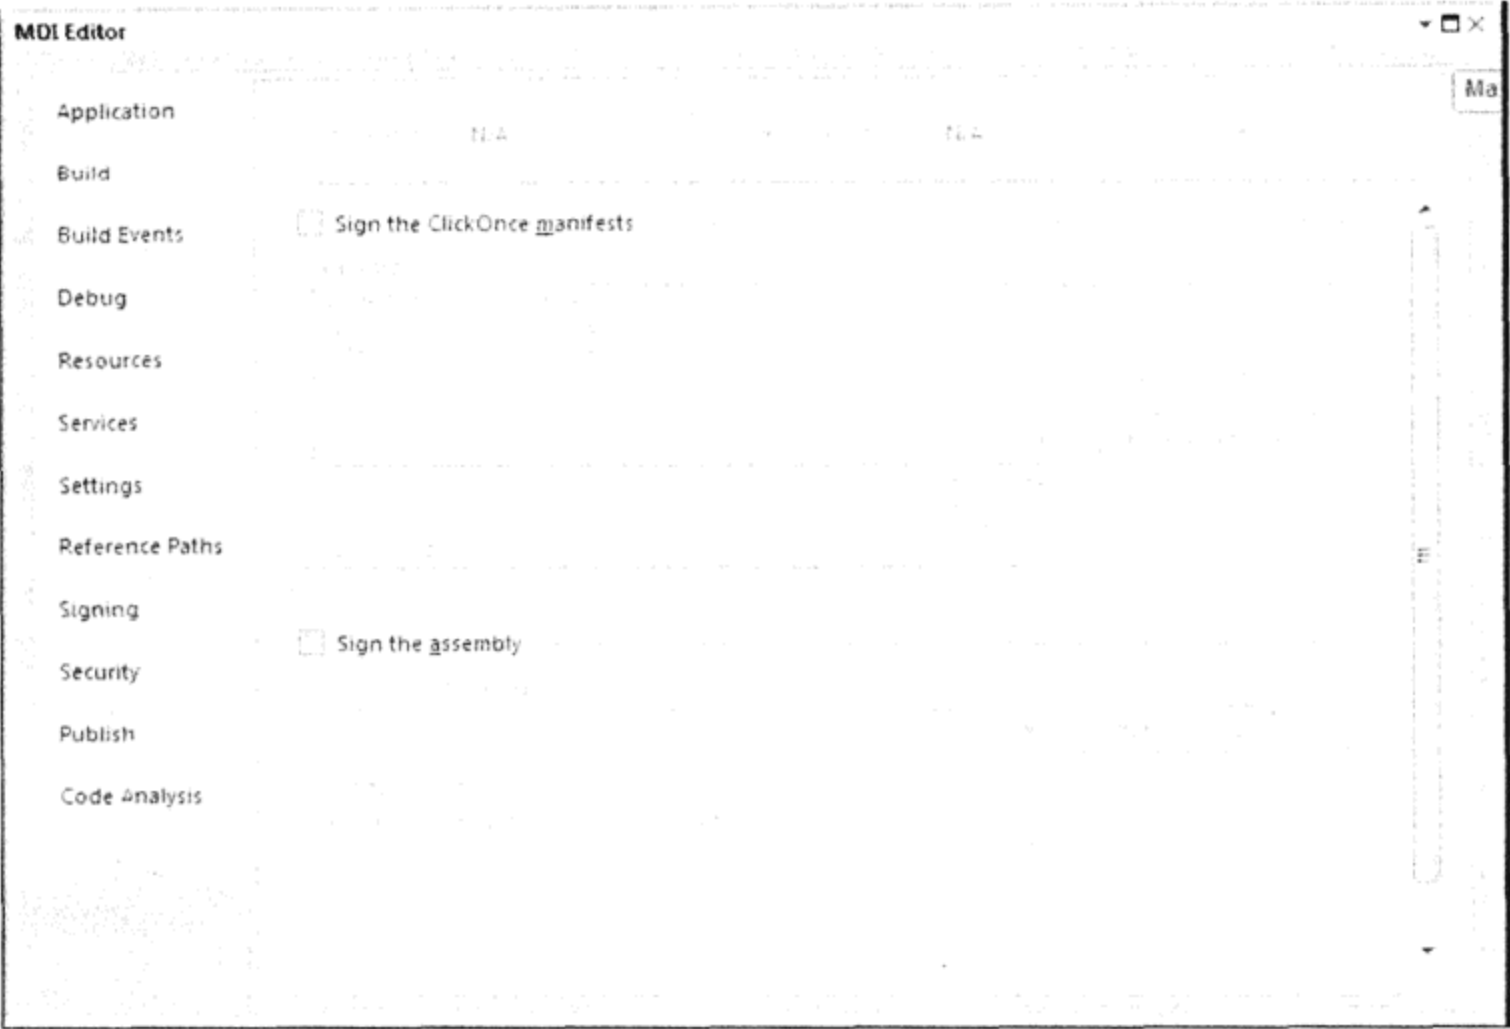 MDI Editor
Ma
Application
N/A N/A
Build
Sign the ClickOnce manifests
Build Events
Debug
Resources
Services
Settings
Reference Paths
Signing
Sign the assembly
Security
Publish
Code Analysis